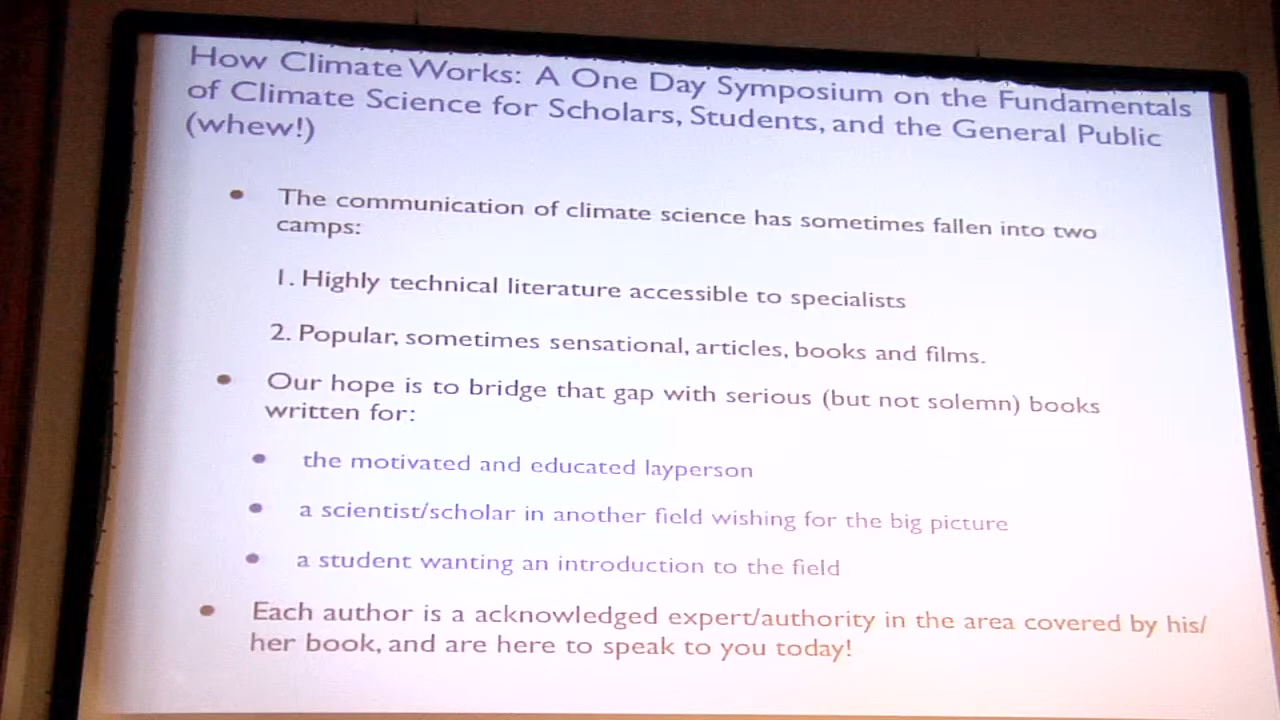 How Climate Works: A One Day Symposium on the Fundamentals
of Climate Science for Scholars, Students, and the General Public
(whew!)
• The communication of climate science has sometimes fallen into two
camps:
1. Highly technical literature accessible to specialists
2. Popular, sometimes sensational, articles, books and films.
• Our hope is to bridge that gap with serious (but not solemn) books
written for:
• the motivated and educated layperson
• a scientist/scholar in another field wishing for the big picture
• a student wanting an introduction to the field
• Each author is a acknowledged expert/authority in the area covered by his/
her book, and are here to speak to you today!